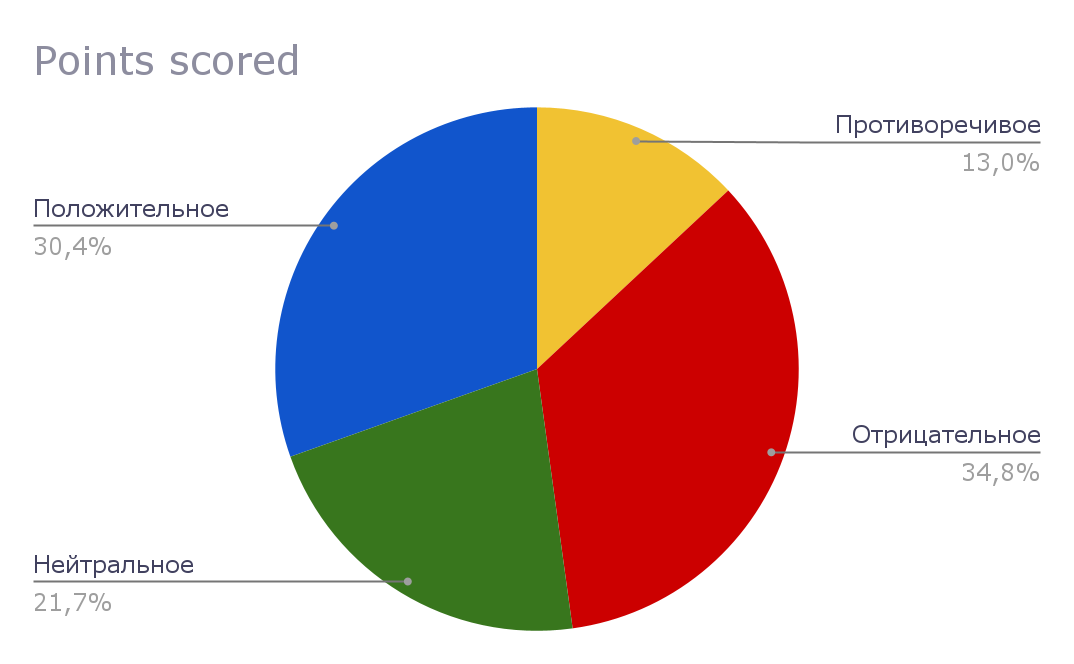 Points scored
Противоречивое
13,0%
Положительное
30,4%
Отрицательное
34,8%
Нейтральное
21,7%